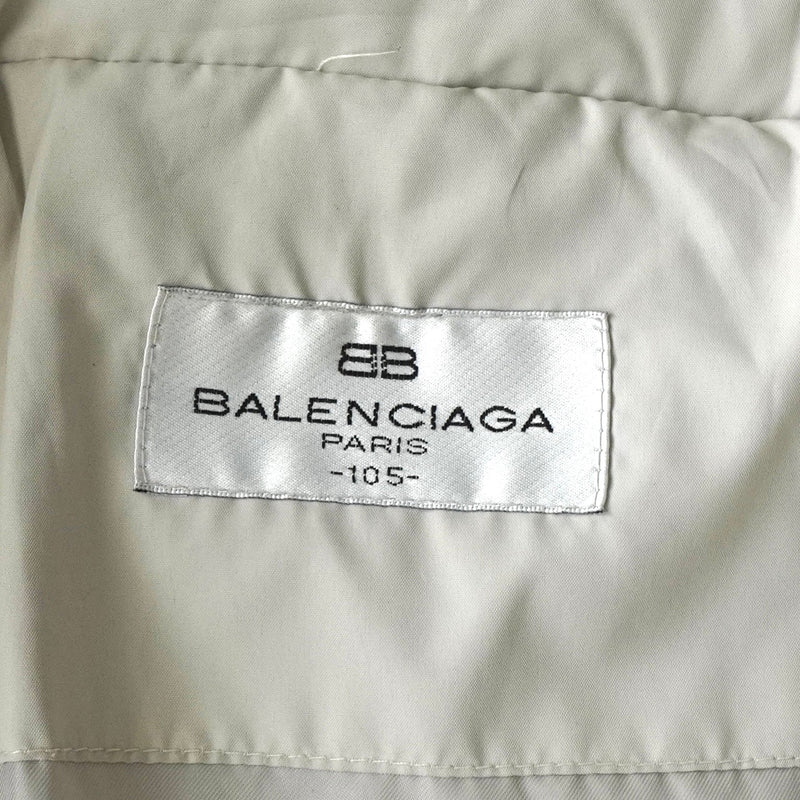 BB
BALENCIAGA
PARIS
-105-